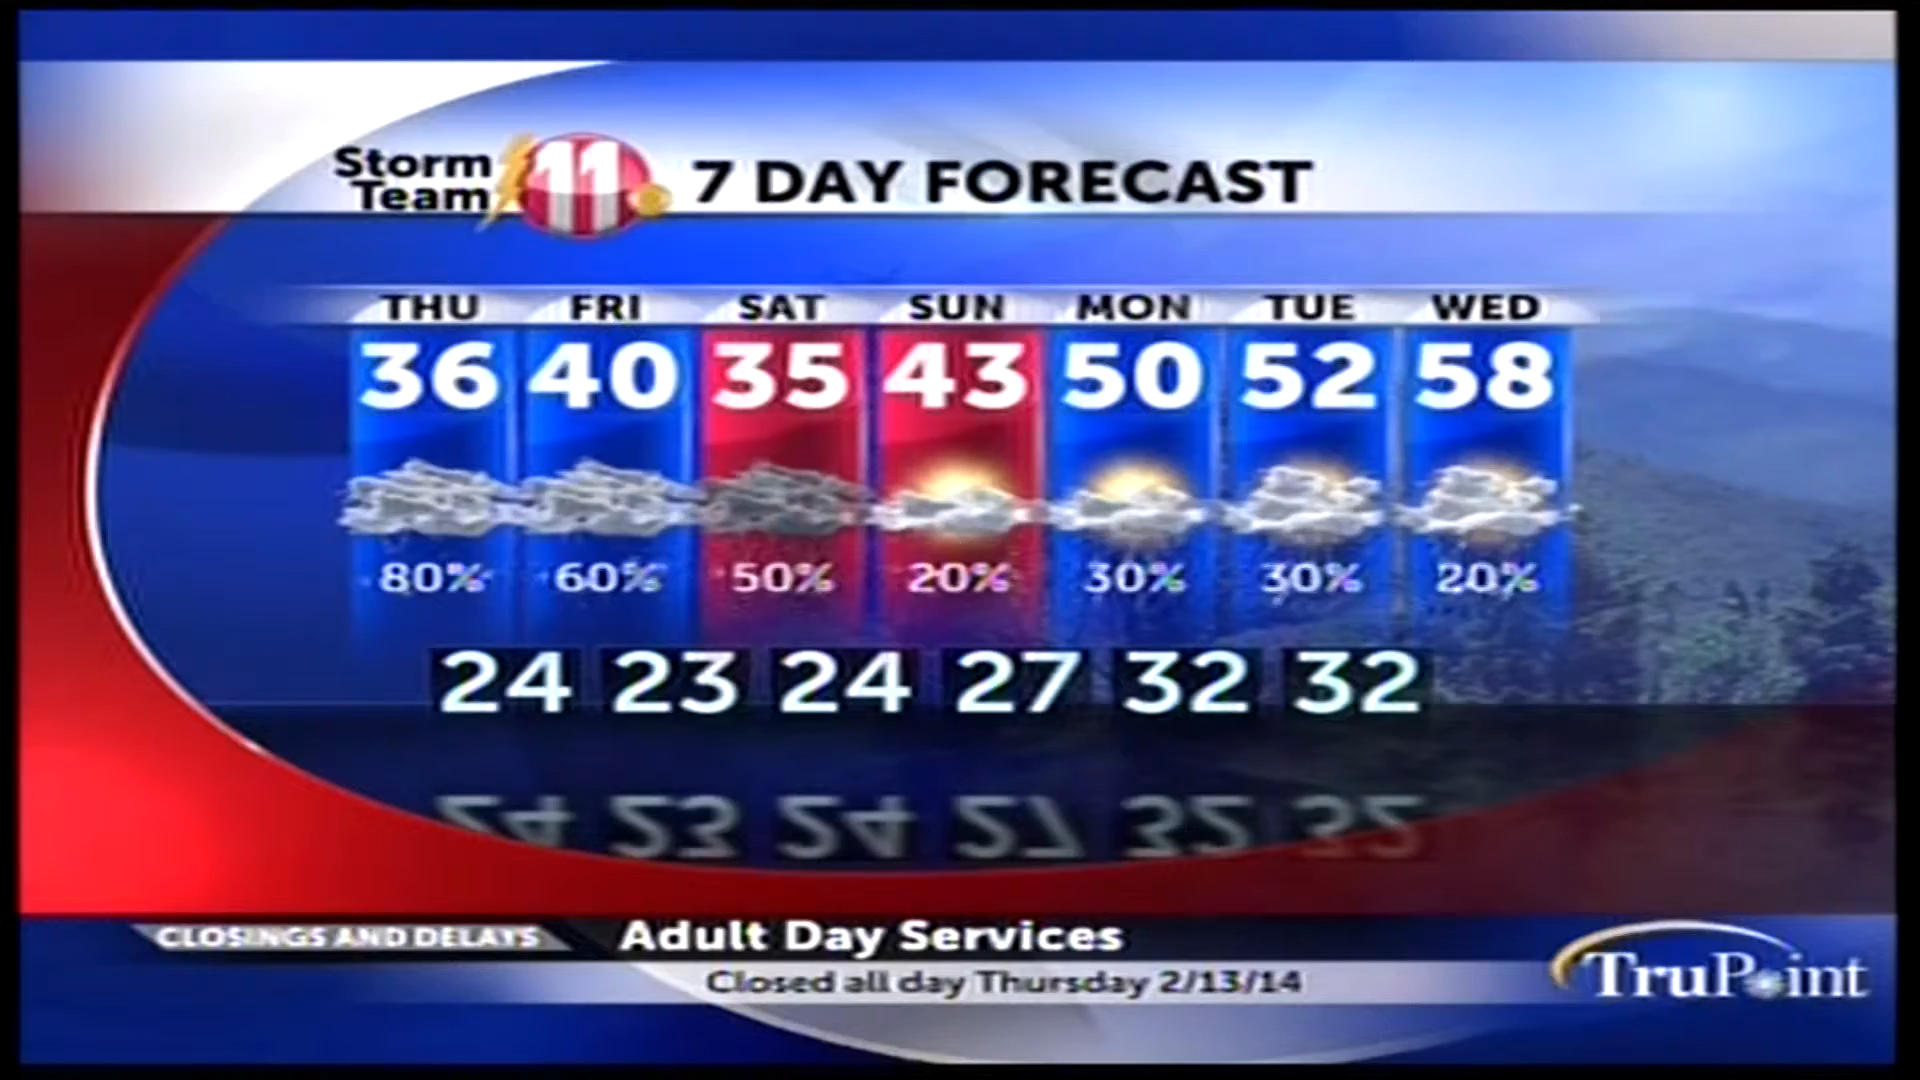 Storm
Team
11
7 DAY FORECAST
THU FRI SAT SUN MON TUE WED
36 40 35 43 50 52 58
80% 60% 50% 20% 30% 30% 20%
24 23 24 27 32 32
CLOSINGS AND DELAYS
Adult Day Services
Closed all day Thursday 2/13/14
TruPoint